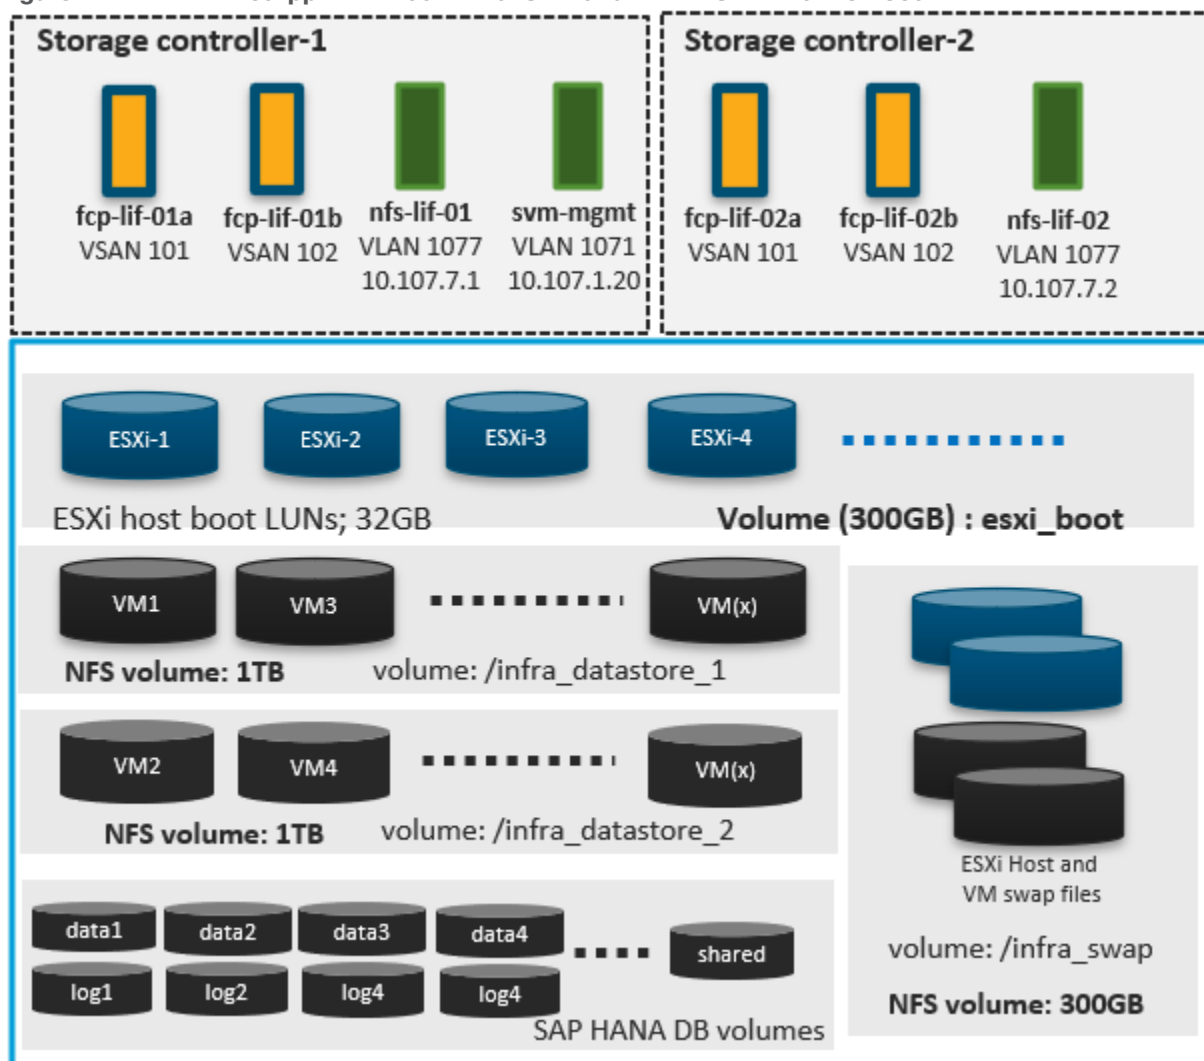 Storage controller-1
Storage controller-2
fcp-lif-01a
VSAN 101
fcp-lif-01b
VSAN 102
nfs-lif-01
VLAN 1077
10.107.7.1
svm-mgmt
VLAN 1071
10.107.1.20
fcp-lif-02a
VSAN 101
fcp-lif-02b
VSAN 102
nfs-lif-02
VLAN 1077
10.107.7.2
ESXi-1
ESXi-2
ESXi-3
ESXi-4
ESXi host boot LUNs; 32GB
Volume (300GB) : esxi_boot
VM1
VM3
VM(x)
NFS volume: 1TB
volume: /infra_datastore_1
VM2
VM4
VM(x)
NFS volume: 1TB
volume: /infra_datastore_2
data1
data2
data3
data4
shared
log1
log2
log4
log4
SAP HANA DB volumes
ESXi Host and
VM swap files
volume: /infra_swap
NFS volume: 300GB